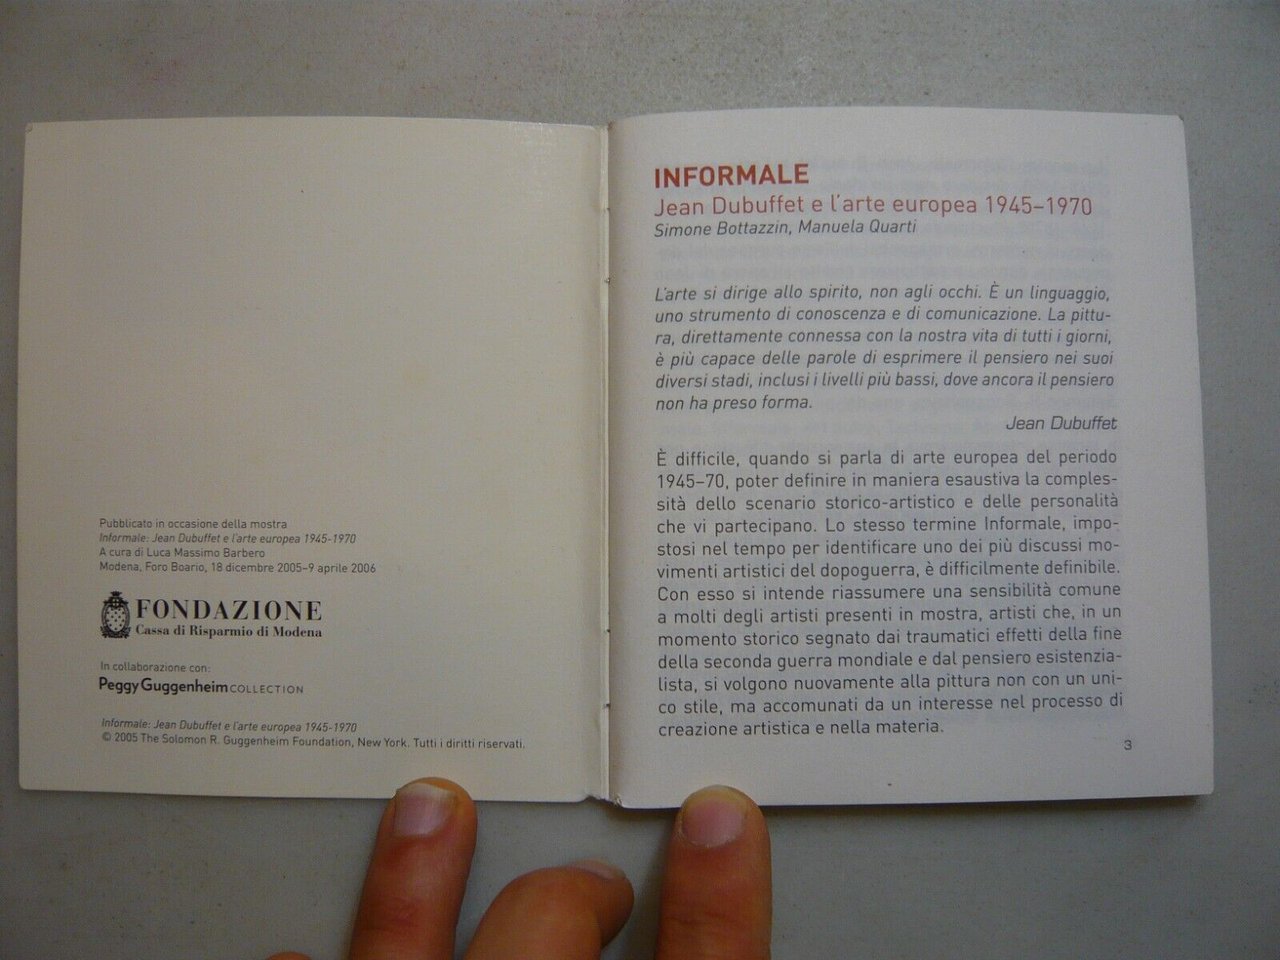 Pubblicato in occasione della mostra
Informale: Jean Dubuffet e l'arte europea 1945-1970
A cura di Luca Massimo Barbero
Modena, Foro Boario, 18 dicembre 2005–9 aprile 2006
FONDAZIONE
Cassa di Risparmio di Modena
In collaborazione con:
PeggyGuggenheim COLLECTION
Informale: Jean Dubuffet e l'arte europea 1945-1970
© 2005 The Solomon R. Guggenheim Foundation, New York. Tutti i diritti riservati.
INFORMALE
Jean Dubuffet e l'arte europea 1945–1970
Simone Bottazzin, Manuela Quarti
L'arte si dirige allo spirito, non agli occhi. È un linguaggio,
uno strumento di conoscenza e di comunicazione. La pittu-
ra, direttamente connessa con la nostra vita di tutti i giorni,
è più capace delle parole di esprimere il pensiero nei suoi
diversi stadi, inclusi i livelli più bassi, dove ancora il pensiero
non ha preso forma.
Jean Dubuffet
È difficile, quando si parla di arte europea del periodo
1945–70, poter definire in maniera esaustiva la comples-
sità dello scenario storico-artistico e delle personalità
che vi partecipano. Lo stesso termine Informale, impo-
stosi nel tempo per identificare uno dei più discussi mo-
vimenti artistici del dopoguerra, è difficilmente definibile.
Con esso si intende riassumere una sensibilità comune
a molti degli artisti presenti in mostra, artisti che, in un
momento storico segnato dai traumatici effetti della fine
della seconda guerra mondiale e dal pensiero esistenzia-
lista, si volgono nuovamente alla pittura non con un uni-
co stile, ma accomunati da un interesse nel processo di
creazione artistica e nella materia.
3